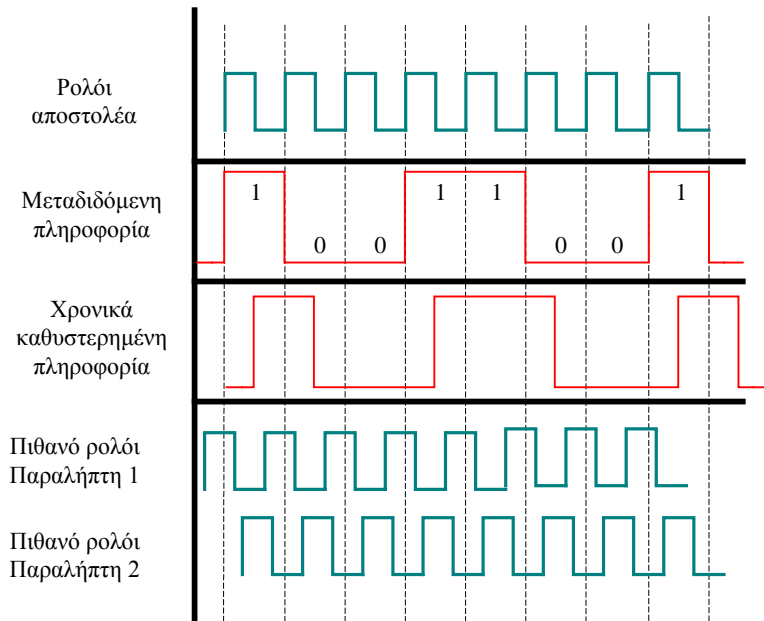 Ρολόι
αποστολέα
Μεταδιδόμενη
πληροφορία
1 0 0 1 1 0 0 1
Χρονικά
καθυστερημένη
πληροφορία
Πιθανό ρολόι
Παραλήπτη 1
Πιθανό ρολόι
Παραλήπτη 2